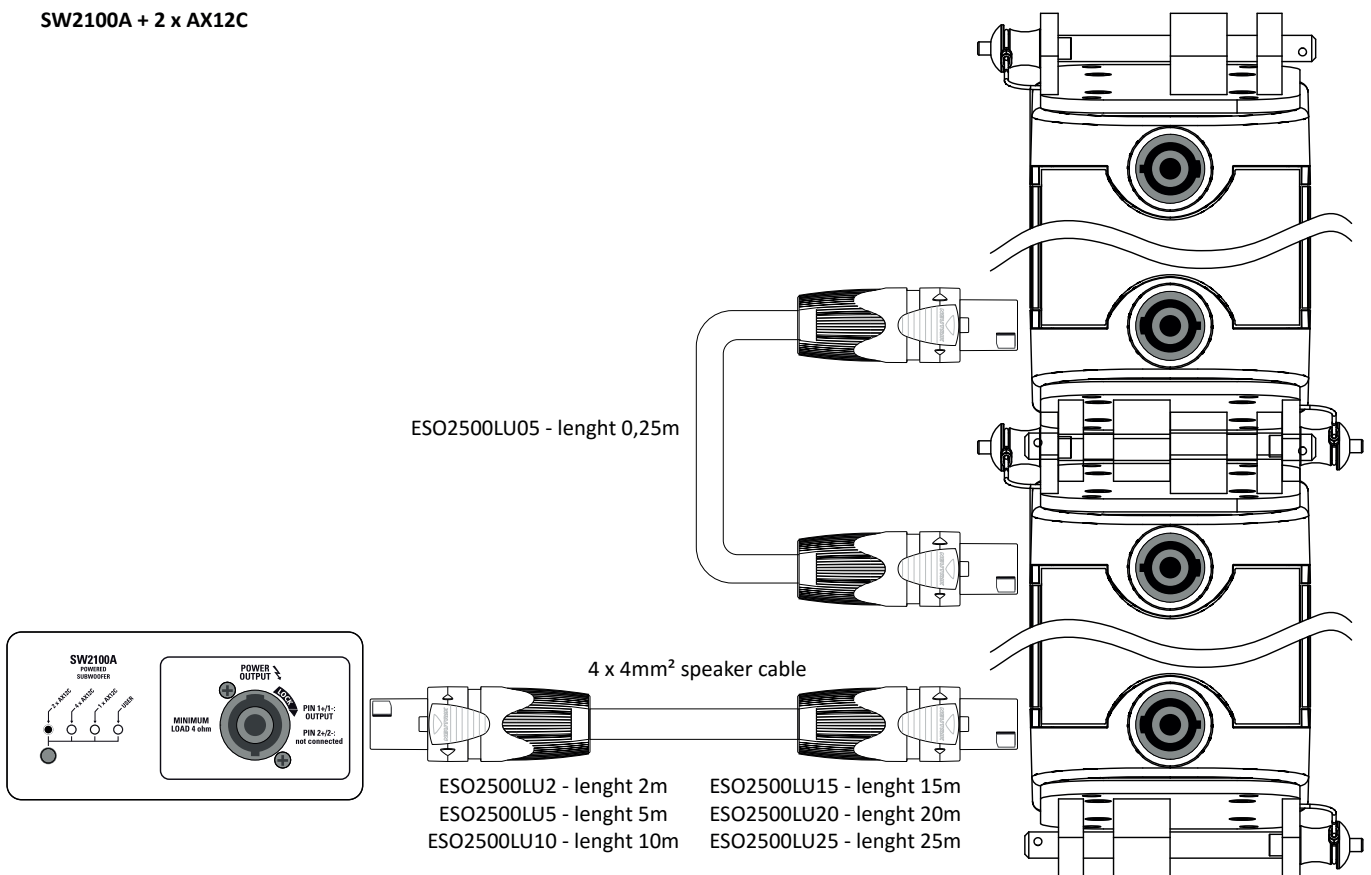 SW2100A + 2 x AX12C
ESO2500LU05 - lenght 0,25m
4 x 4mm² speaker cable
SW2100A
POWERED
SUBWOOFER
2 x AX12C
4 x AX12C
1 x AX12C
USER
POWER
OUTPUT
LOCK
MINIMUM
LOAD 4 ohm
PIN 1+/1-:
OUTPUT
PIN 2+/2-:
not connected
ESO2500LU2 - lenght 2m
ESO2500LU5 - lenght 5m
ESO2500LU10 - lenght 10m
ESO2500LU15 - lenght 15m
ESO2500LU20 - lenght 20m
ESO2500LU25 - lenght 25m